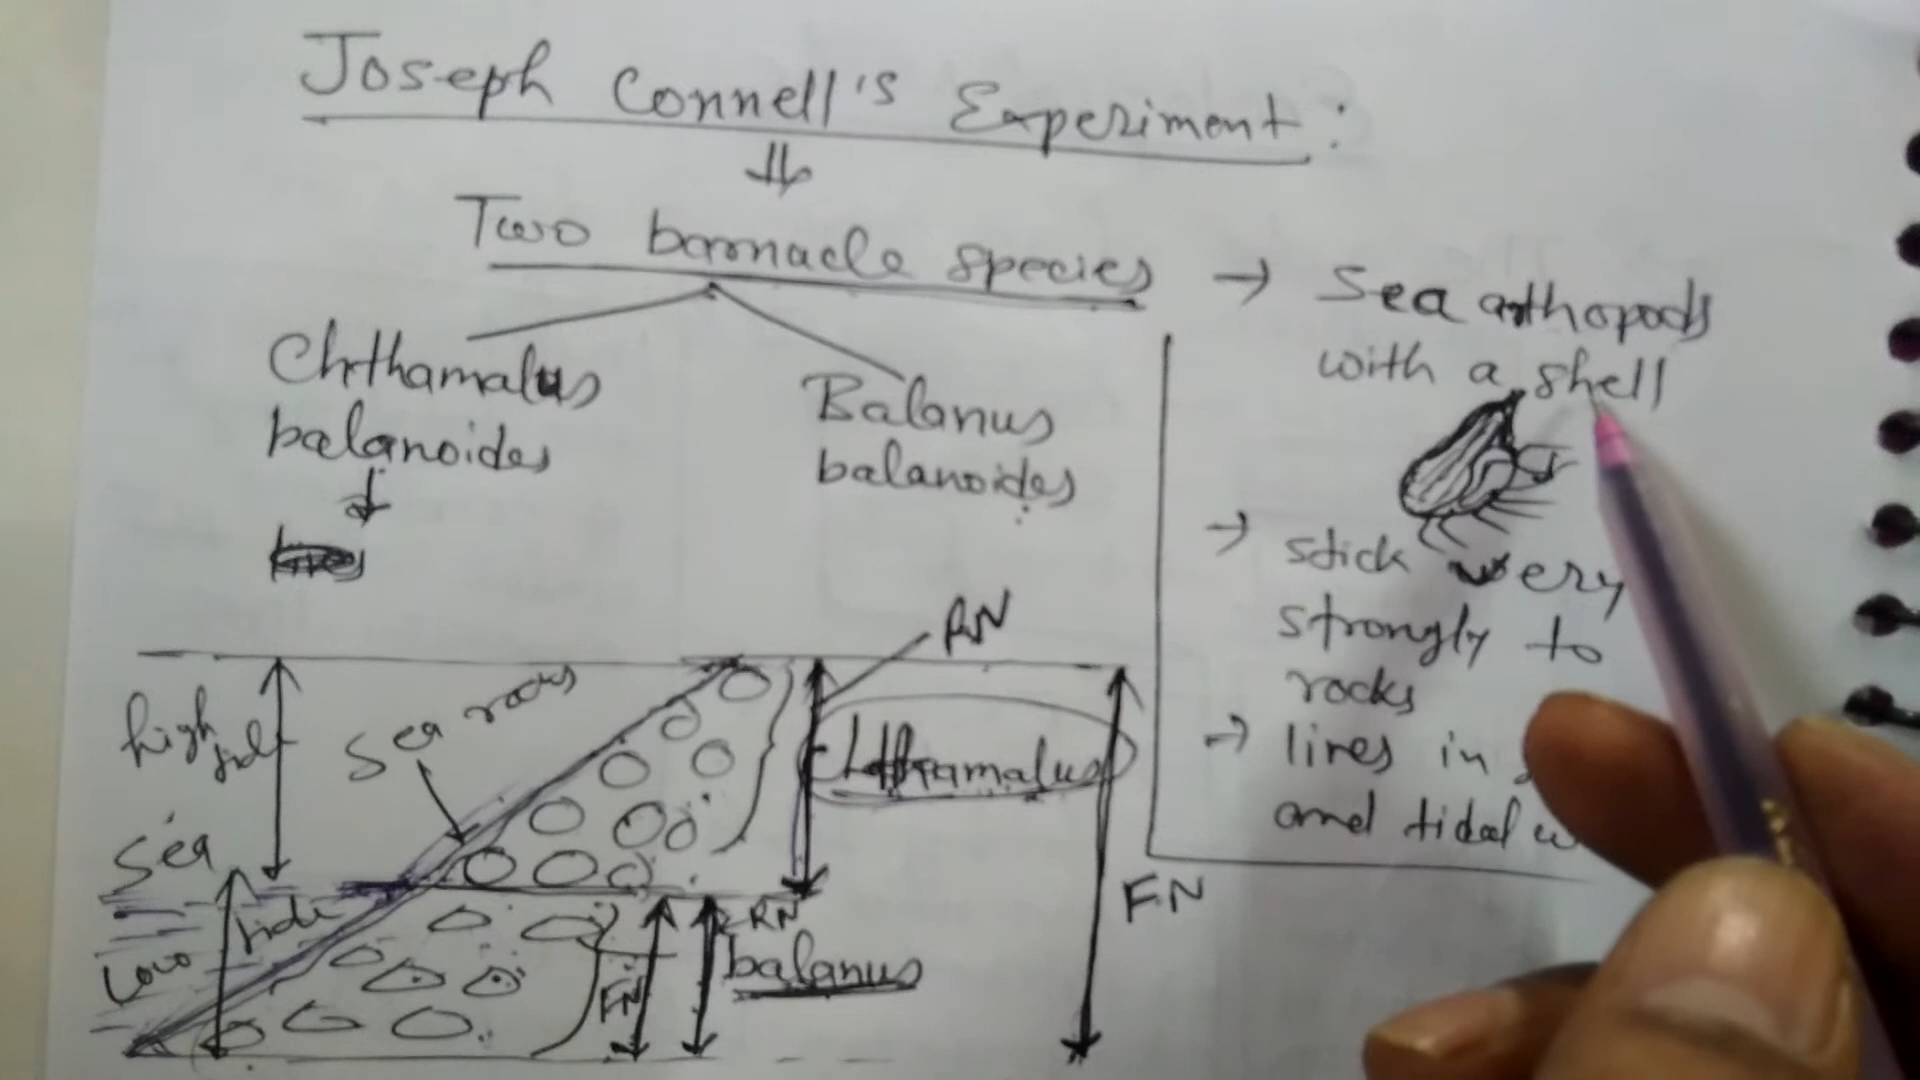 Joseph Connell's Experiment:
Two barnacle species → Sea arthopods
with a shell
Chthamalus
balanoides
Balanus
balanoides
→ stick very
strongly to
rocks
→ lives in
and tidal
RN
high
tide
Sea rocks
Chthamalus
Sea
Low tide
RN
balanus
FN
FN